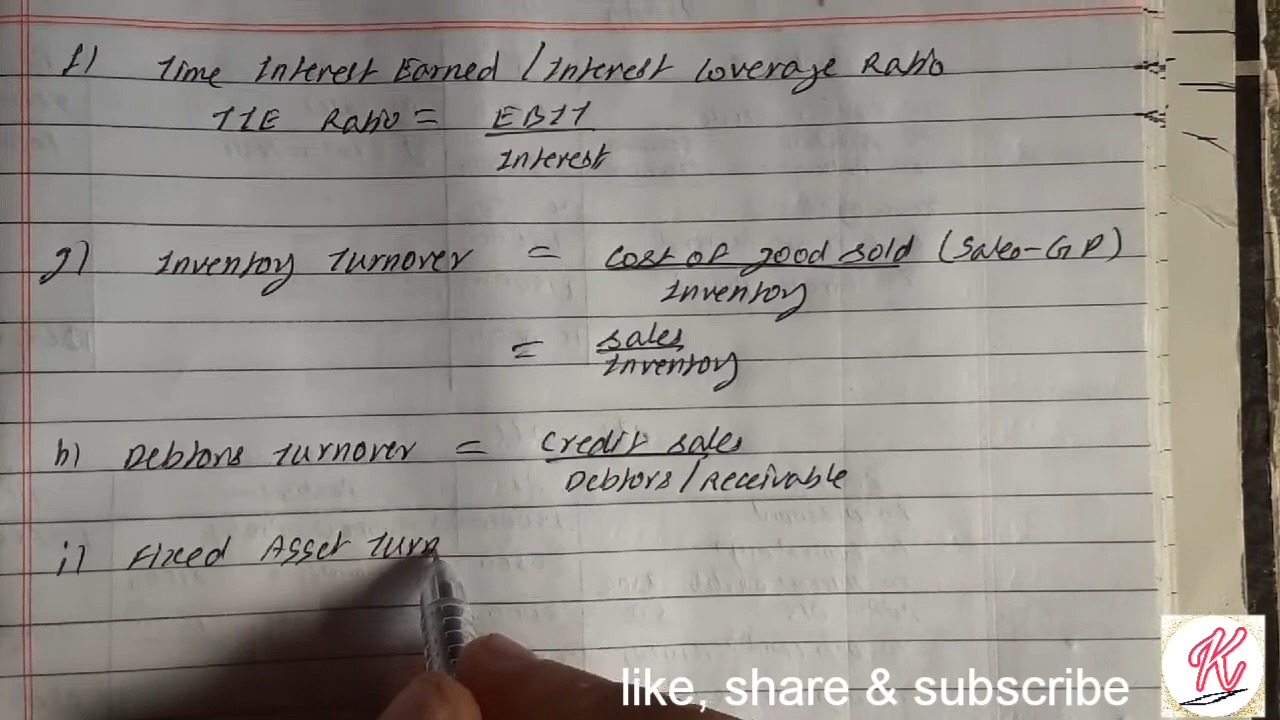 f) Time Interest Earned / Interest Coverage Ratio
TIE Ratio = EBIT
Interest
g) Inventory Turnover = Cost of good sold (Sales-GP)
Inventory
= Sales
Inventory
h) Debtors Turnover = Credit sales
Debtors / Receivable
i) Fixed Asset Turn
K
like, share & subscribe